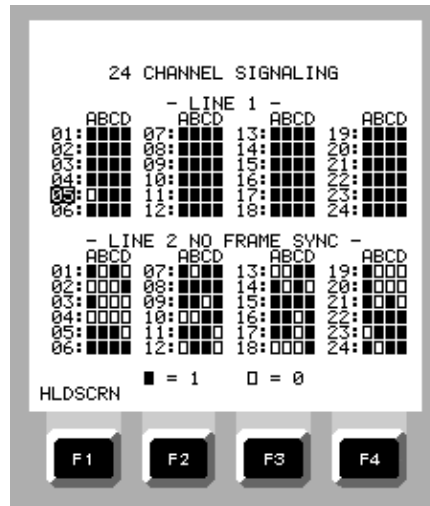 24 CHANNEL SIGNALING
- LINE 1 -
ABCD ABCD ABCD ABCD
01: 07: 13: 19:
02: 08: 14: 20:
03: 09: 15: 21:
04: 10: 16: 22:
05: 11: 17: 23:
06: 12: 18: 24:
- LINE 2 NO FRAME SYNC -
ABCD ABCD ABCD ABCD
01: 07: 13: 19:
02: 08: 14: 20:
03: 09: 15: 21:
04: 10: 16: 22:
05: 11: 17: 23:
06: 12: 18: 24:
■ = 1 □ = 0
HLDSCRN
F1 F2 F3 F4